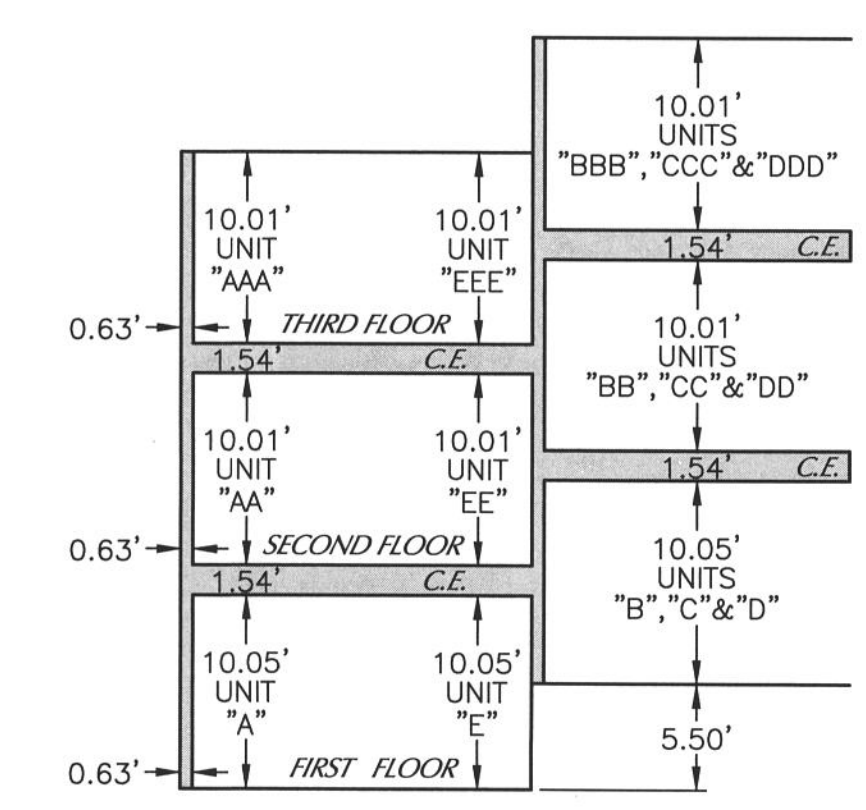 10.01'
UNITS
"BBB","CCC"&"DDD"
1.54' C.E.
10.01'
UNIT
"AAA"
10.01'
UNIT
"EEE"
0.63' THIRD FLOOR
1.54' C.E.
10.01'
UNITS
"BB","CC"&"DD"
1.54' C.E.
10.01'
UNIT
"AA"
10.01'
UNIT
"EE"
0.63' SECOND FLOOR
1.54' C.E.
10.05'
UNITS
"B","C"&"D"
10.05'
UNIT
"A"
10.05'
UNIT
"E"
5.50'
0.63' FIRST FLOOR